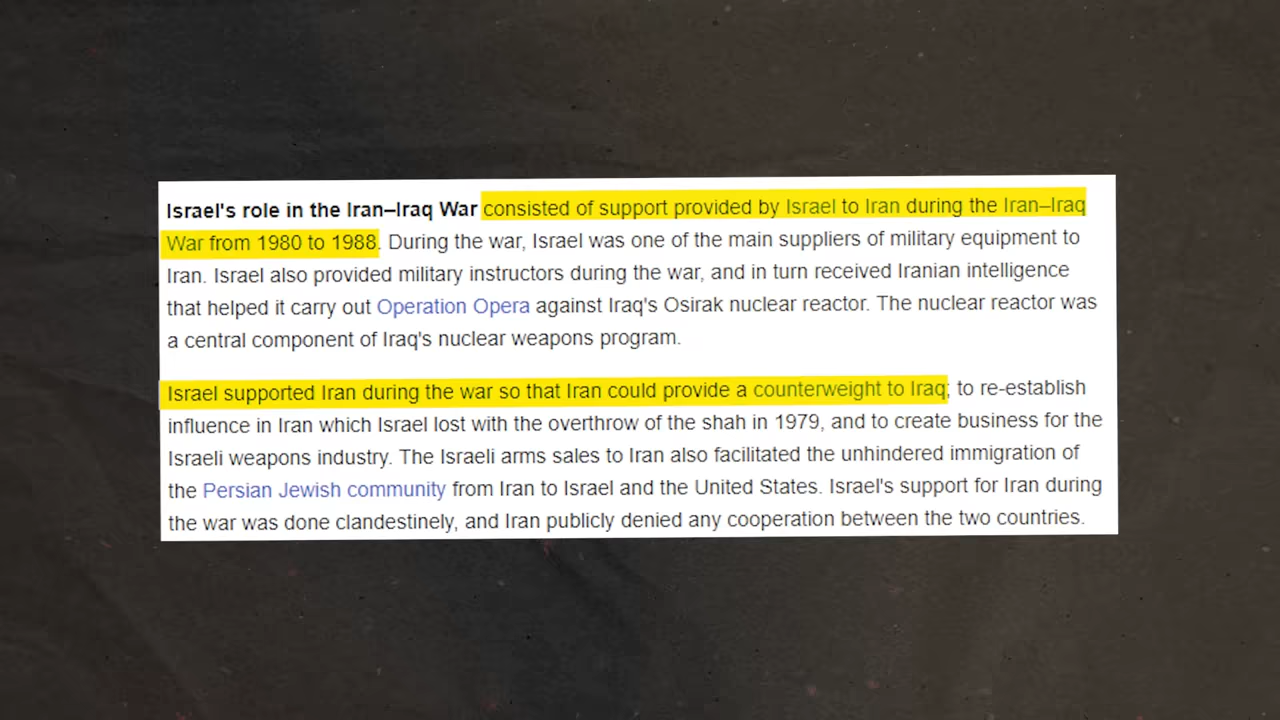 Israel's role in the Iran–Iraq War consisted of support provided by Israel to Iran during the Iran–Iraq
War from 1980 to 1988. During the war, Israel was one of the main suppliers of military equipment to
Iran. Israel also provided military instructors during the war, and in turn received Iranian intelligence
that helped it carry out Operation Opera against Iraq's Osirak nuclear reactor. The nuclear reactor was
a central component of Iraq's nuclear weapons program.
Israel supported Iran during the war so that Iran could provide a counterweight to Iraq; to re-establish
influence in Iran which Israel lost with the overthrow of the shah in 1979, and to create business for the
Israeli weapons industry. The Israeli arms sales to Iran also facilitated the unhindered immigration of
the Persian Jewish community from Iran to Israel and the United States. Israel's support for Iran during
the war was done clandestinely, and Iran publicly denied any cooperation between the two countries.